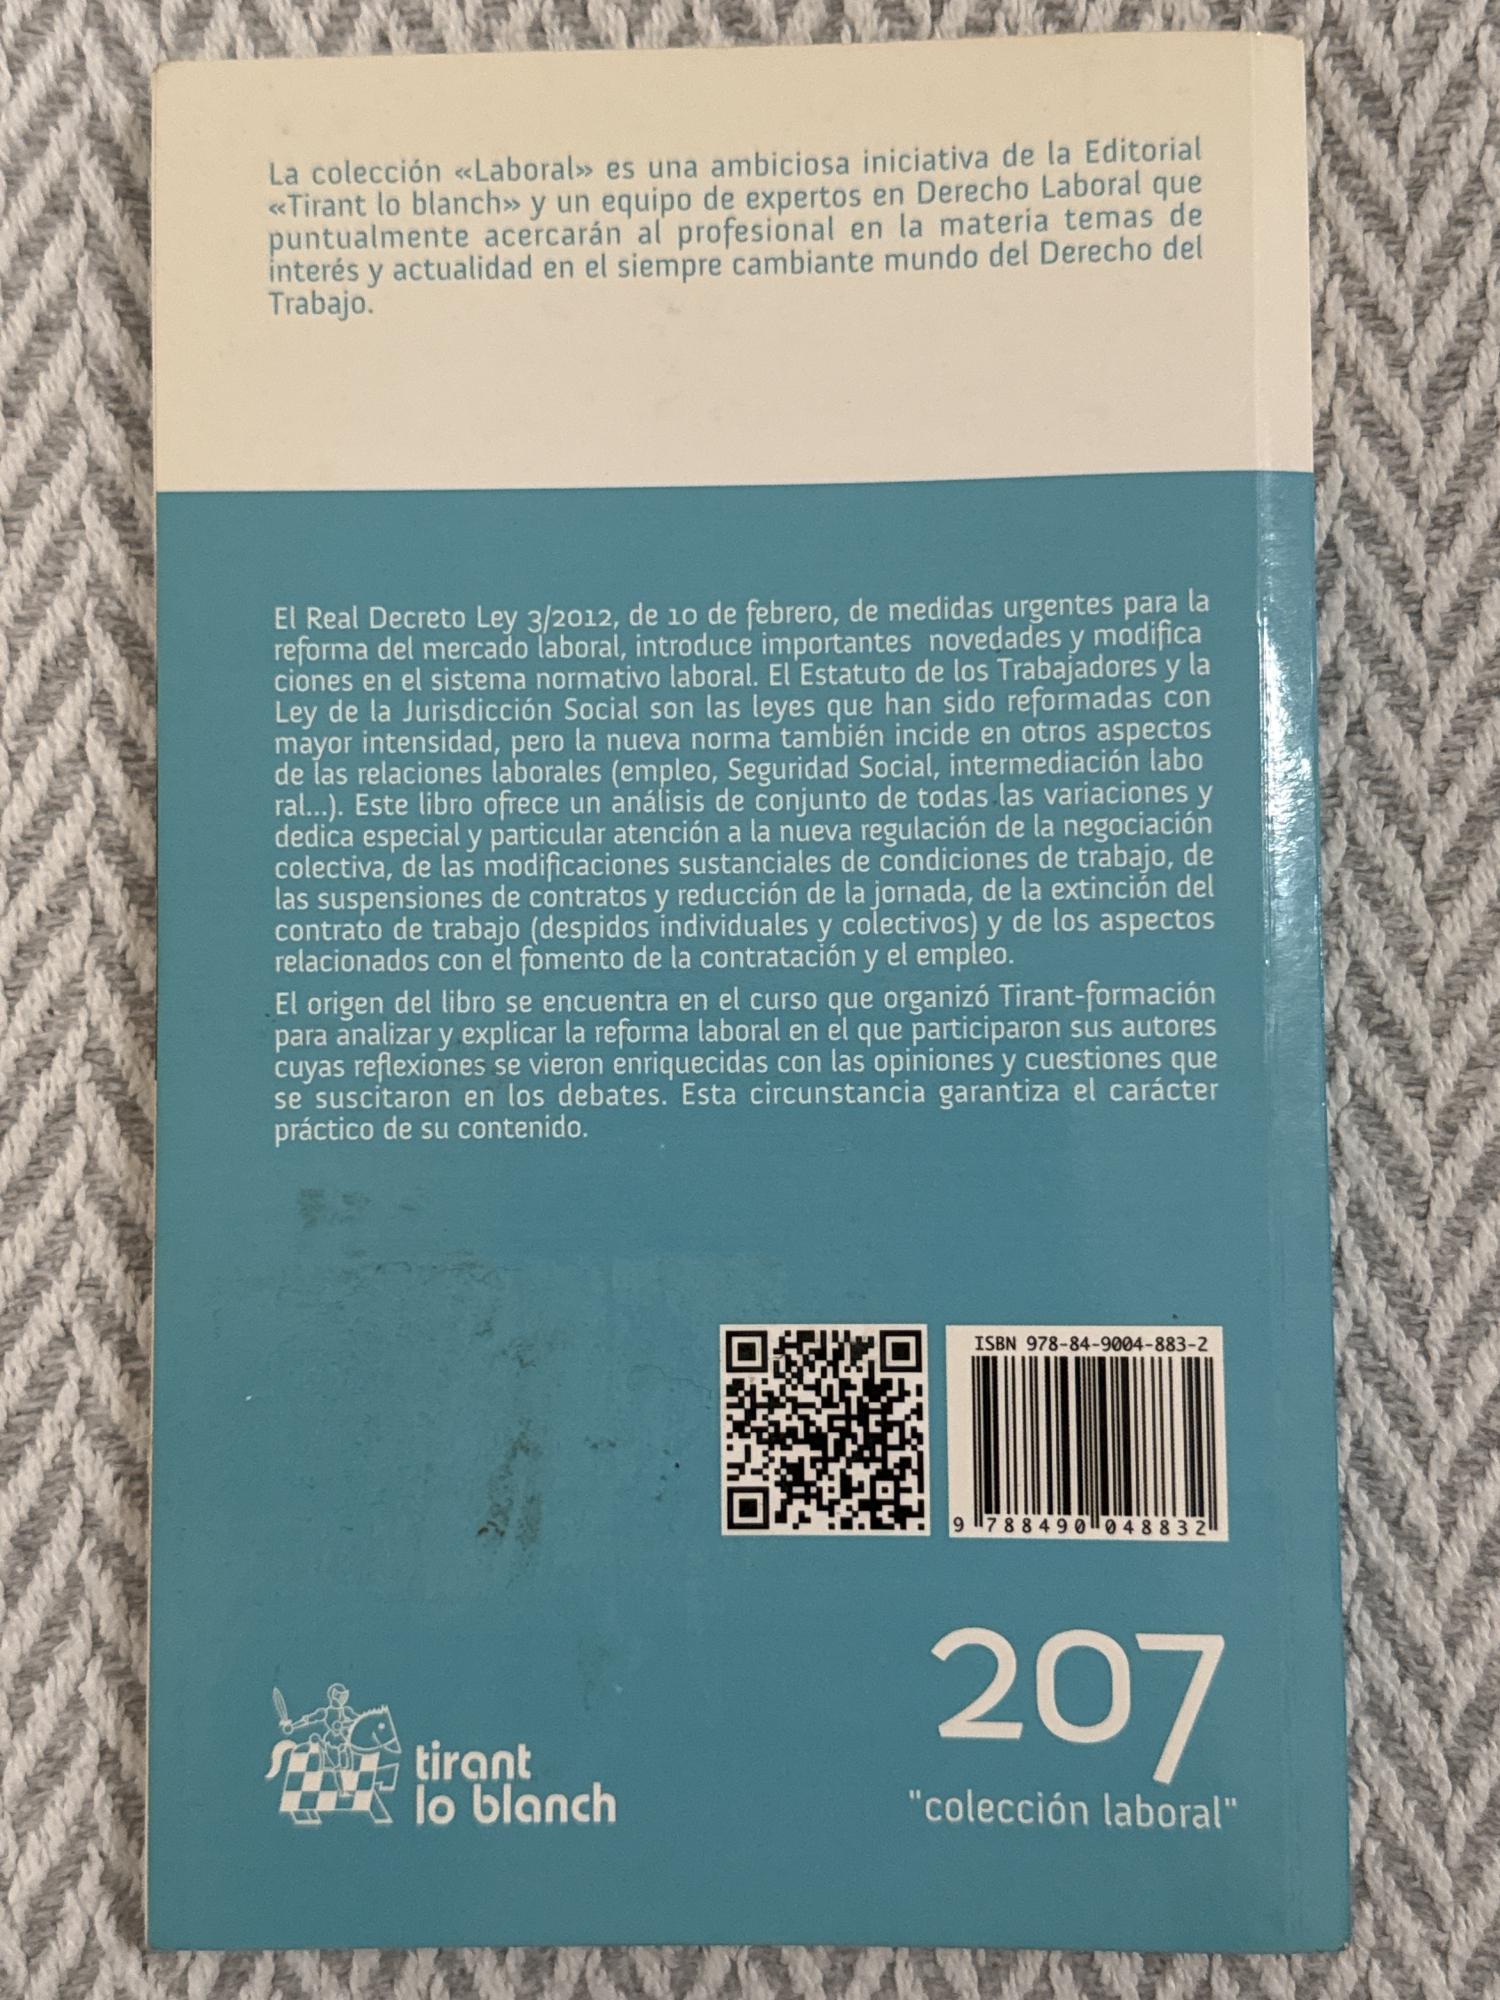 La colección «Laboral» es una ambiciosa iniciativa de la Editorial
«Tirant lo blanch» y un equipo de expertos en Derecho Laboral que
puntualmente acercarán al profesional en la materia temas de
interés y actualidad en el siempre cambiante mundo del Derecho del
Trabajo.
El Real Decreto Ley 3/2012, de 10 de febrero, de medidas urgentes para la
reforma del mercado laboral, introduce importantes novedades y modifica
ciones en el sistema normativo laboral. El Estatuto de los Trabajadores y la
Ley de la Jurisdicción Social son las leyes que han sido reformadas con
mayor intensidad, pero la nueva norma también incide en otros aspectos
de las relaciones laborales (empleo, Seguridad Social, intermediación labo
ral...). Este libro ofrece un análisis de conjunto de todas las variaciones y
dedica especial y particular atención a la nueva regulación de la negociación
colectiva, de las modificaciones sustanciales de condiciones de trabajo, de
las suspensiones de contratos y reducción de la jornada, de la extinción del
contrato de trabajo (despidos individuales y colectivos) y de los aspectos
relacionados con el fomento de la contratación y el empleo.
El origen del libro se encuentra en el curso que organizó Tirant-formación
para analizar y explicar la reforma laboral en el que participaron sus autores
cuyas reflexiones se vieron enriquecidas con las opiniones y cuestiones que
se suscitaron en los debates. Esta circunstancia garantiza el carácter
práctico de su contenido.
ISBN 978-84-9004-883-2
9 788490 048832
207
"colección laboral"
tirant
lo blanch